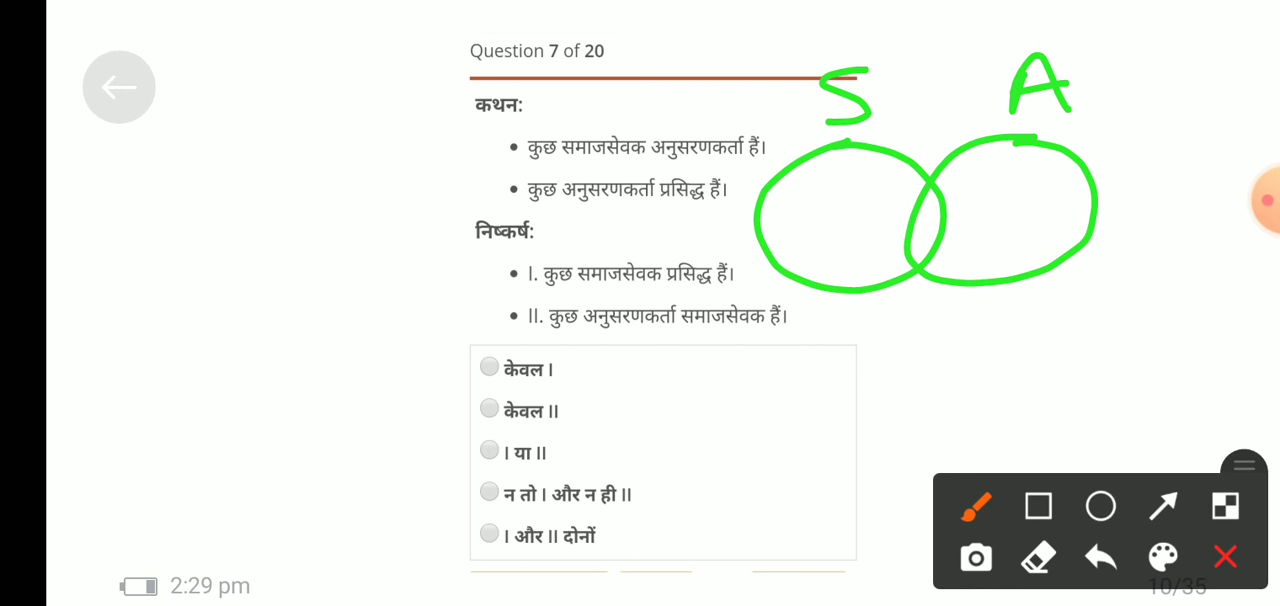 Question 7 of 20
S A
कथन:
• कुछ समाजसेवक अनुसरणकर्ता हैं।
• कुछ अनुसरणकर्ता प्रसिद्ध हैं।
निष्कर्ष:
• I. कुछ समाजसेवक प्रसिद्ध हैं।
• II. कुछ अनुसरणकर्ता समाजसेवक हैं।
केवल I
केवल II
I या II
न तो I और न ही II
I और II दोनों
2:29 pm
10/35